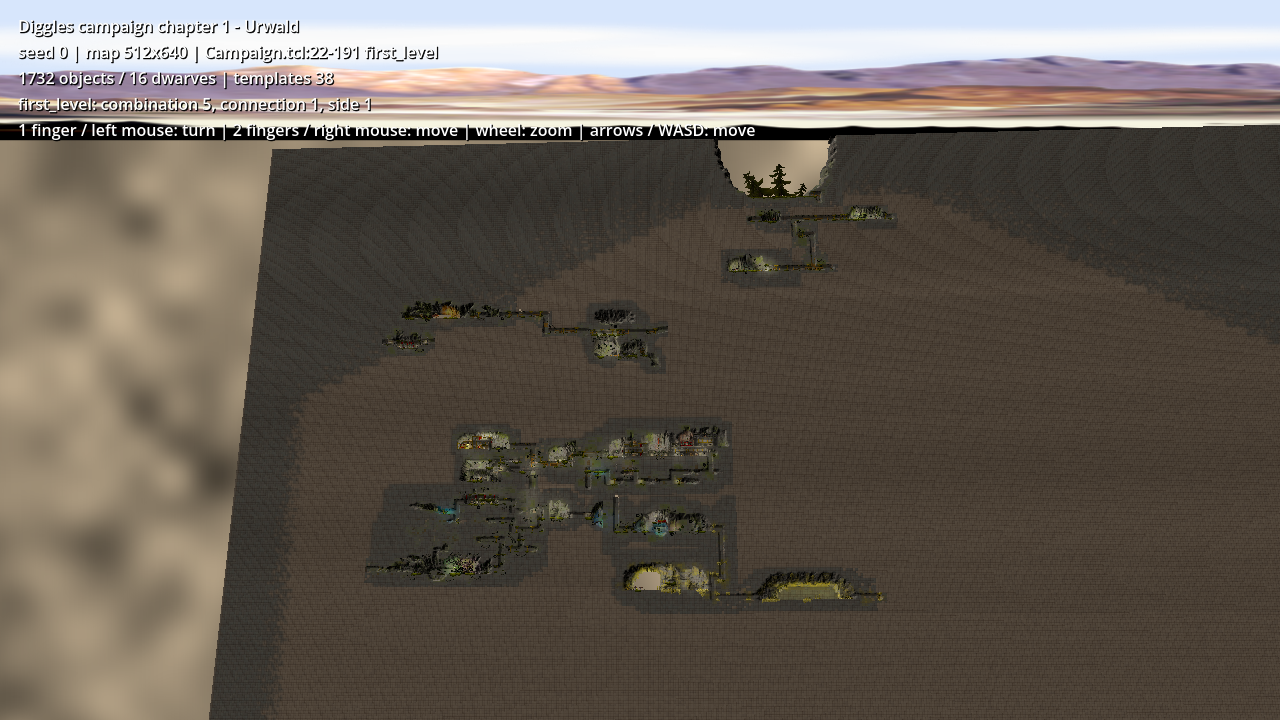 Diggles campaign chapter 1 - Urwald
seed 0 | map 512x640 | Campaign.tcl:22-191 first_level
1732 objects / 16 dwarves | templates 38
first_level: combination 5, connection 1, side 1
1 finger / left mouse: turn | 2 fingers / right mouse: move | wheel: zoom | arrows / WASD: move